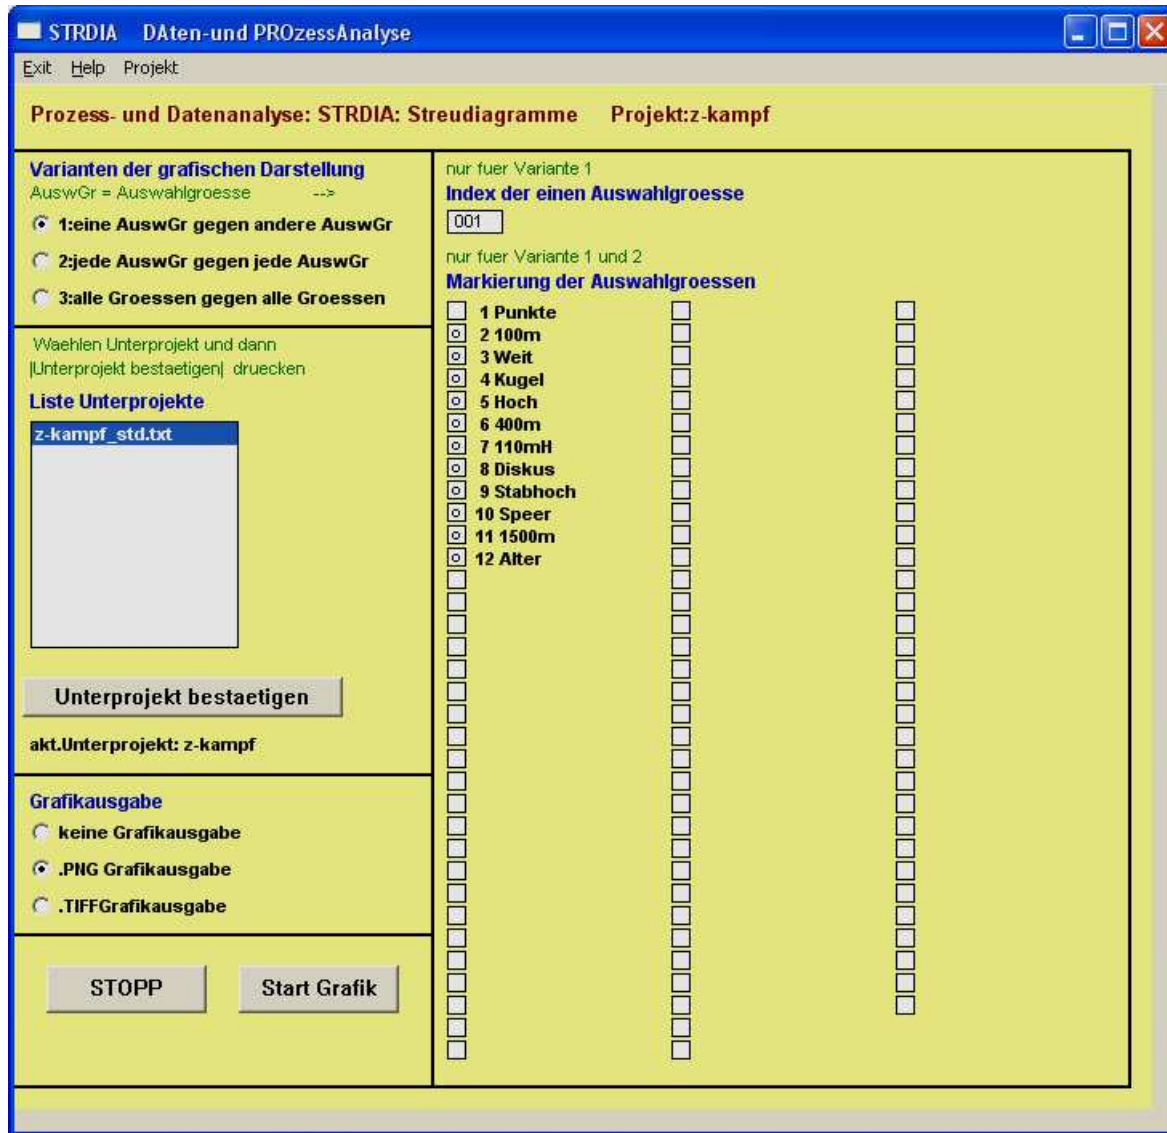 STRDIA DAten-und PROzessAnalyse
Exit Help Projekt
Prozess- und Datenanalyse: STRDIA: Streudiagramme Projekt:z-kampf
Varianten der grafischen Darstellung
AuswGr = Auswahlgroesse -->
1:eine AuswGr gegen andere AuswGr
2:jede AuswGr gegen jede AuswGr
3:alle Groessen gegen alle Groessen
Waehlen Unterprojekt und dann
|Unterprojekt bestaetigen| druecken
Liste Unterprojekte
z-kampf_std.txt
Unterprojekt bestaetigen
akt.Unterprojekt: z-kampf
Grafikausgabe
keine Grafikausgabe
.PNG Grafikausgabe
.TIFFGrafikausgabe
STOPP Start Grafik
nur fuer Variante 1
Index der einen Auswahlgroesse
001
nur fuer Variante 1 und 2
Markierung der Auswahlgroessen
1 Punkte
2 100m
3 Weit
4 Kugel
5 Hoch
6 400m
7 110mH
8 Diskus
9 Stabhoch
10 Speer
11 1500m
12 Alter